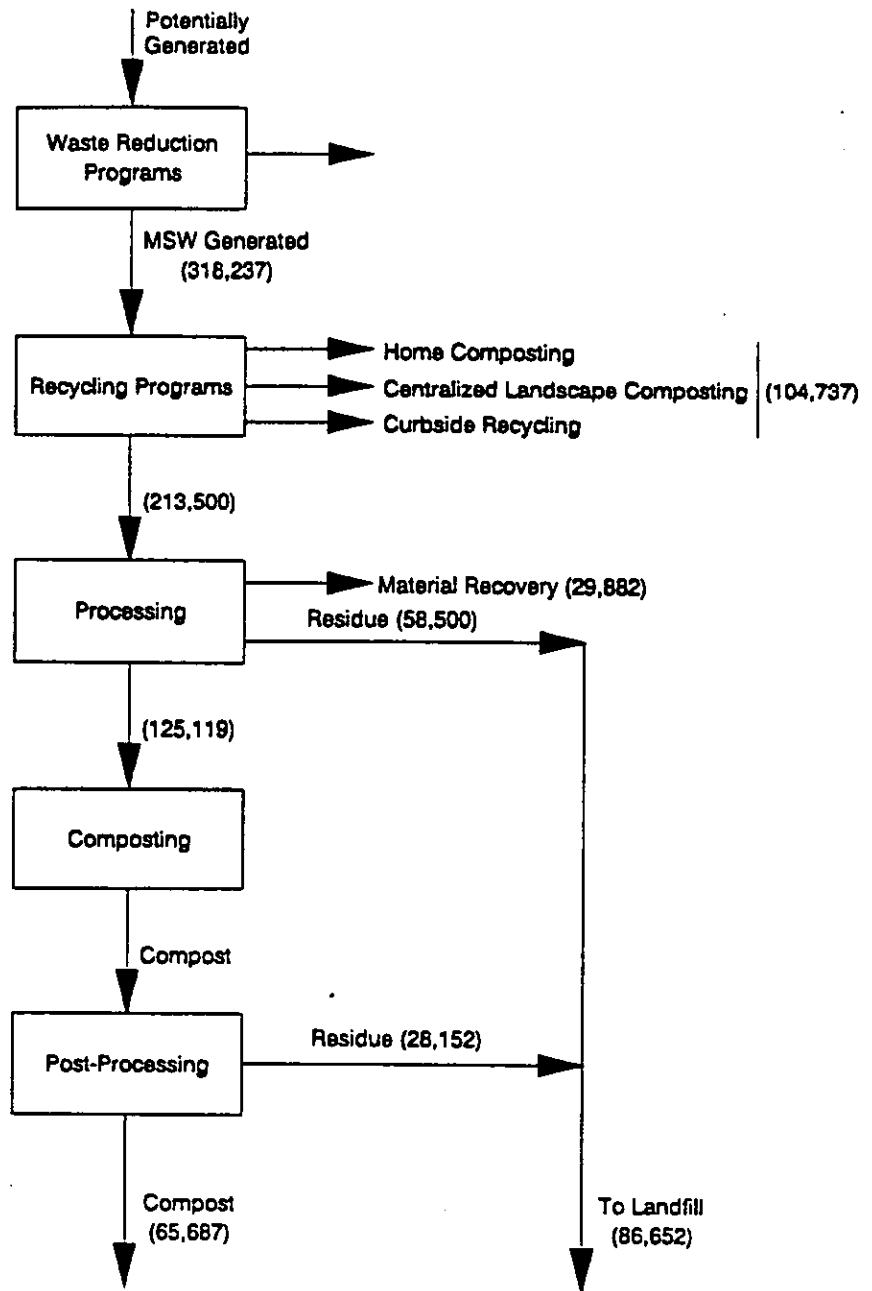 Potentially
Generated
Waste Reduction
Programs
MSW Generated
(318,237)
Recycling Programs
Home Composting
Centralized Landscape Composting
Curbside Recycling
(104,737)
(213,500)
Processing
Material Recovery (29,882)
Residue (58,500)
(125,119)
Composting
Compost
Post-Processing
Residue (28,152)
Compost
(65,687)
To Landfill
(86,652)